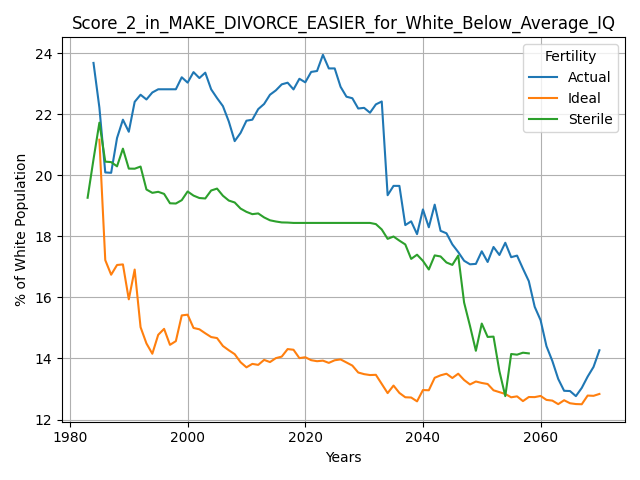 Score_2_in_MAKE_DIVORCE_EASIER_for_White_Below_Average_IQ
Fertility
Actual
Ideal
Sterile
% of White Population
24
22
20
18
16
14
12
1980
2000
2020
2040
2060
Years